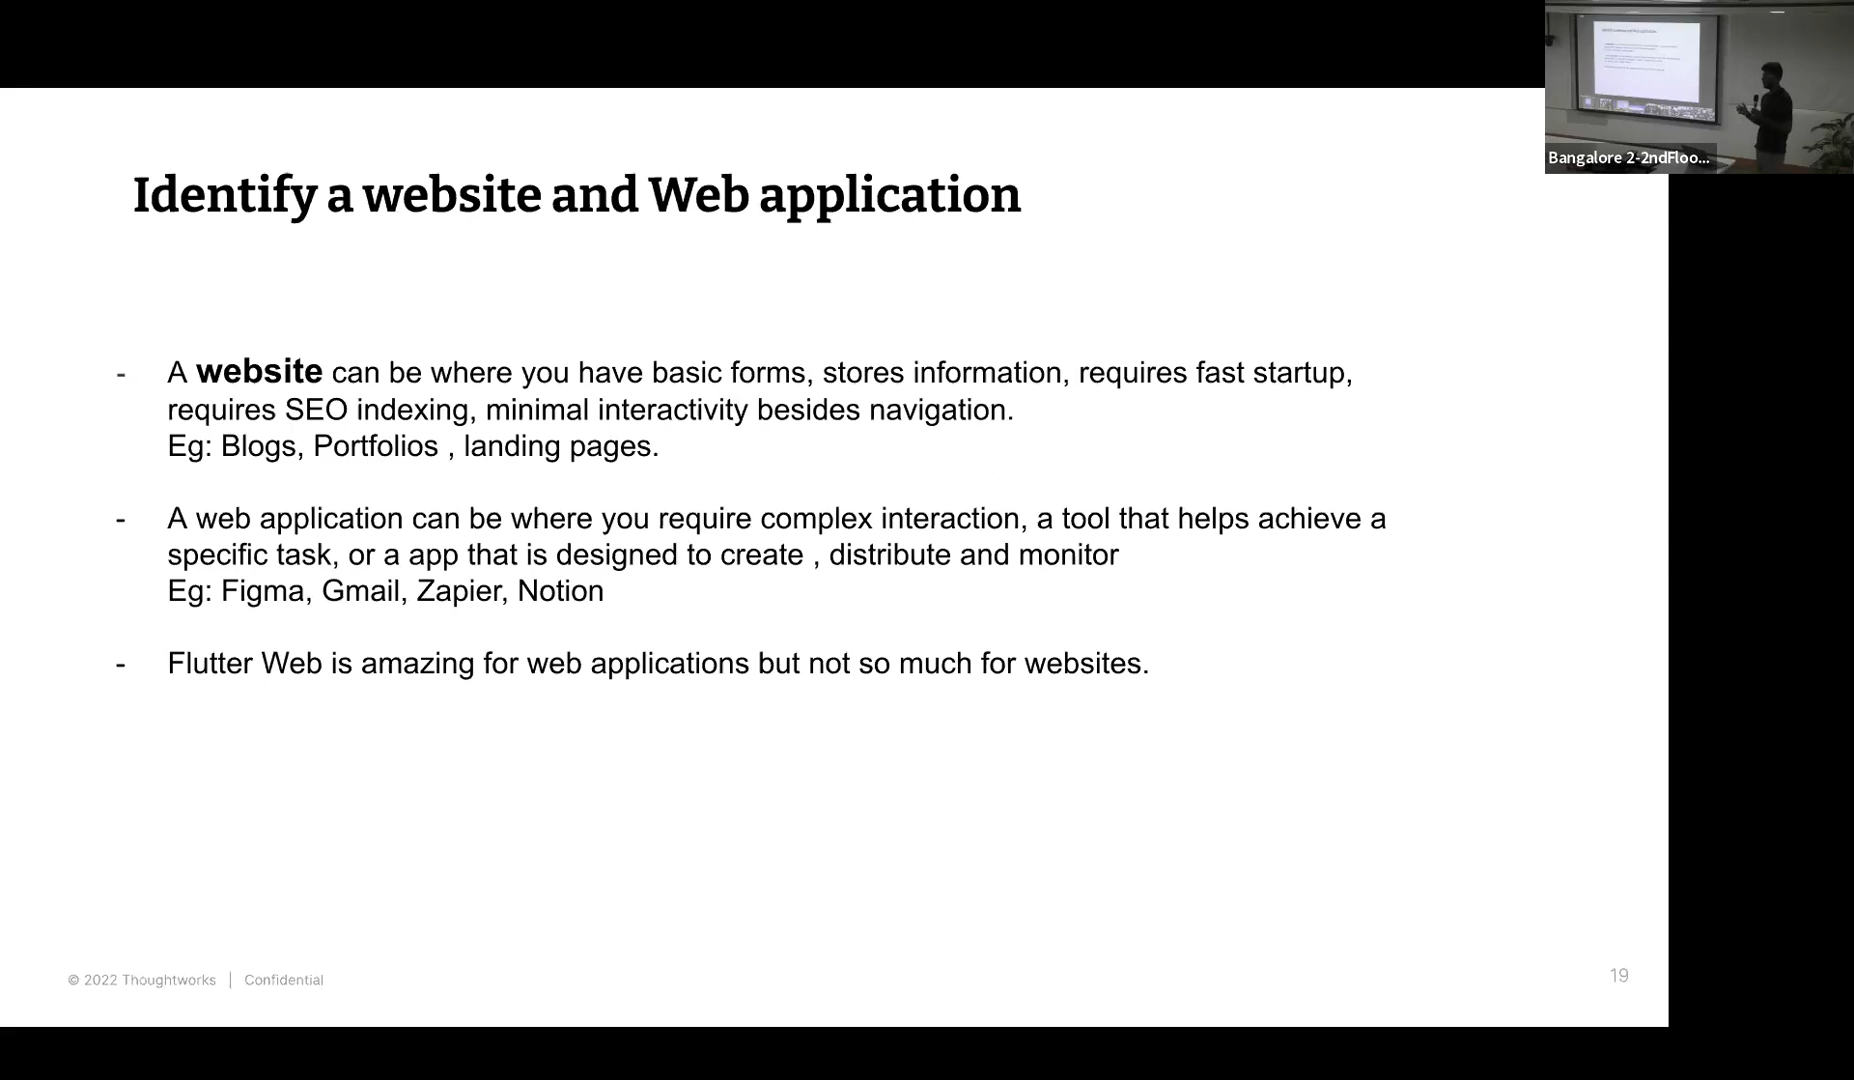 Bangalore 2-2ndFloo...
Identify a website and Web application
- A website can be where you have basic forms, stores information, requires fast startup,
requires SEO indexing, minimal interactivity besides navigation.
Eg: Blogs, Portfolios , landing pages.
- A web application can be where you require complex interaction, a tool that helps achieve a
specific task, or a app that is designed to create , distribute and monitor
Eg: Figma, Gmail, Zapier, Notion
- Flutter Web is amazing for web applications but not so much for websites.
© 2022 Thoughtworks | Confidential
19